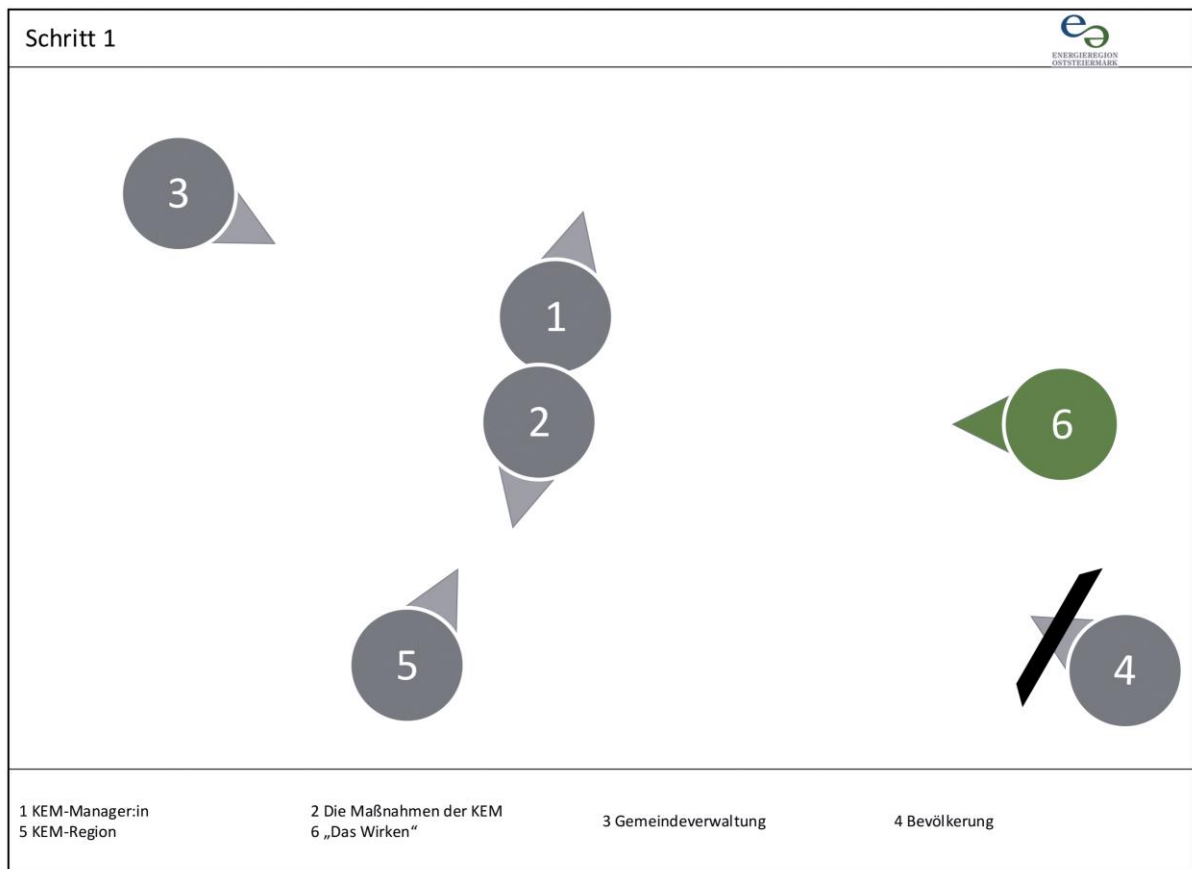 Schritt 1
ea
ENERGIEREGION
OSTSTEIERMARK
3
1
2
6
5
4
1 KEM-Manager:in
5 KEM-Region
2 Die Maßnahmen der KEM
6 „Das Wirken“
3 Gemeindeverwaltung
4 Bevölkerung